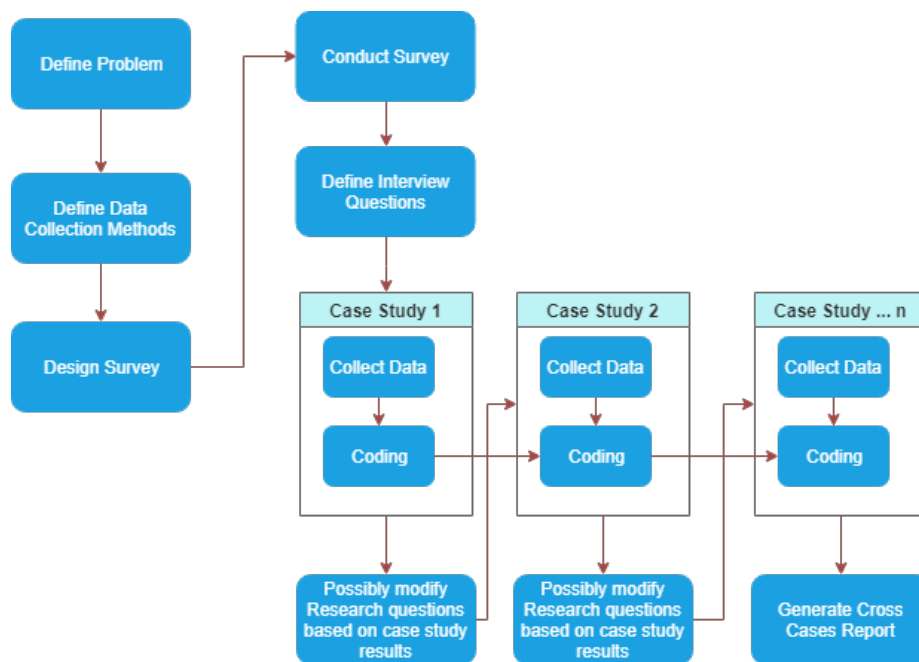 Define Problem
Define Data
Collection Methods
Design Survey
Conduct Survey
Define Interview
Questions
Case Study 1
Collect Data
Coding
Possibly modify
Research questions
based on case study
results
Case Study 2
Collect Data
Coding
Possibly modify
Research questions
based on case study
results
Case Study ... n
Collect Data
Coding
Generate Cross
Cases Report